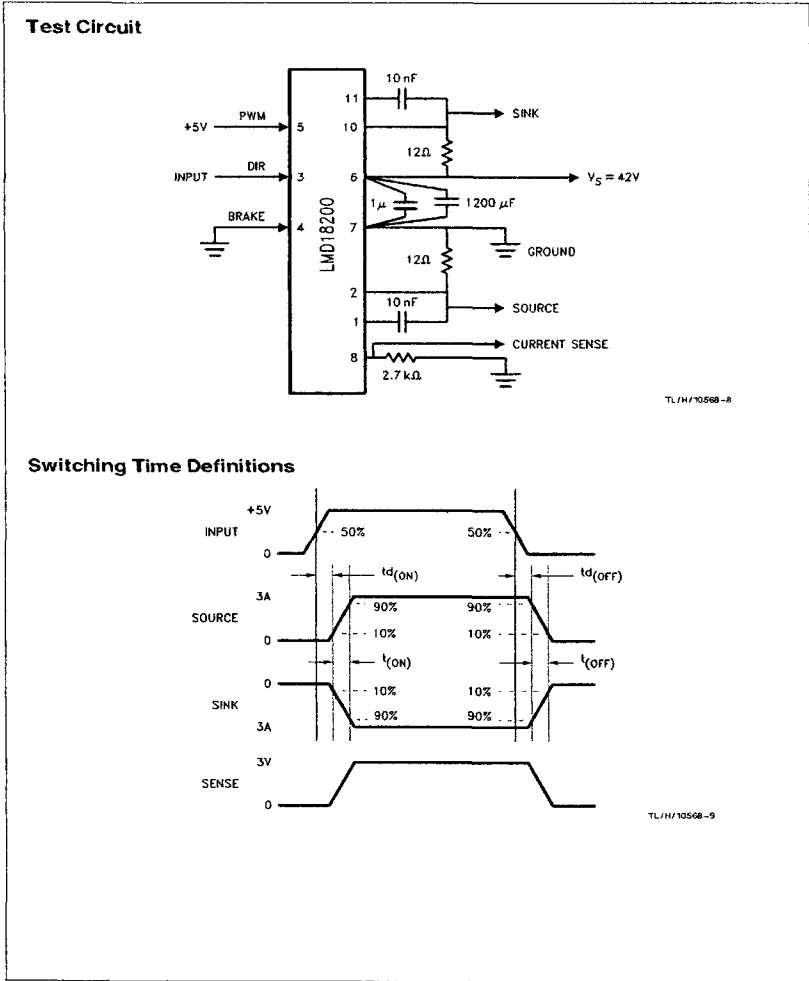 Test Circuit
10 nF
11
SINK
PWM
+5V
5
10
12Ω
DIR
INPUT
3
6
V_S = 42V
1μ
1200 μF
BRAKE
4
7
LMD18200
GROUND
12Ω
2
10 nF
SOURCE
1
CURRENT SENSE
8
2.7 kΩ
TL/H/10568-8
Switching Time Definitions
+5V
INPUT
50%
50%
0
td(ON)
td(OFF)
3A
90%
90%
SOURCE
10%
10%
0
t(ON)
t(OFF)
0
10%
10%
SINK
90%
90%
3A
3V
SENSE
0
TL/H/10568-9